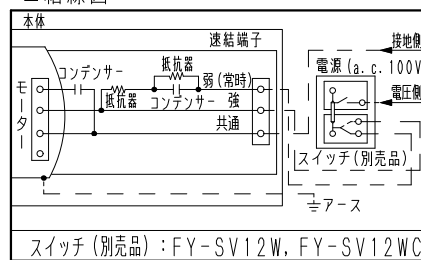 本体
速結端子
コンデンサー
抵抗器
弱(常時)
抵抗器
コンデンサー
強
共通
モーター
接地側
電源(a.c.100V
電圧側
スイッチ(別売品)
アース
スイッチ(別売品):FY-SV12W,FY-SV12WC